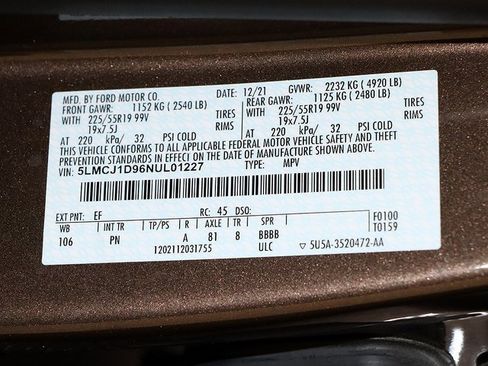 MFD. BY FORD MOTOR CO. DATE: 12/21 GVWR: 2232 KG ( 4920 LB)
FRONT GAWR: 1152 KG ( 2540 LB) REAR GAWR: 1125 KG ( 2480 LB)
WITH 225/55R19 99V TIRES WITH 225/55R19 99V TIRES
19x7.5J RIMS 19x7.5J RIMS
AT 220 kPa/ 32 PSI COLD AT 220 kPa/ 32 PSI COLD
THIS VEHICLE CONFORMS TO ALL APPLICABLE FEDERAL MOTOR VEHICLE SAFETY AND THEFT
PREVENTION STANDARDS IN EFFECT ON THE DATE OF MANUFACTURE SHOWN ABOVE.
VIN: 5LMCJ1D96NUL01227 TYPE: MPV
EXT PNT: EF RC: 45 DSO: F0100
WB INT TR TP/PS R AXLE TR SPR T0159
106 PN A 81 8 BBBB
1202112031755 ULC ▽ 5U5A-3520472-AA